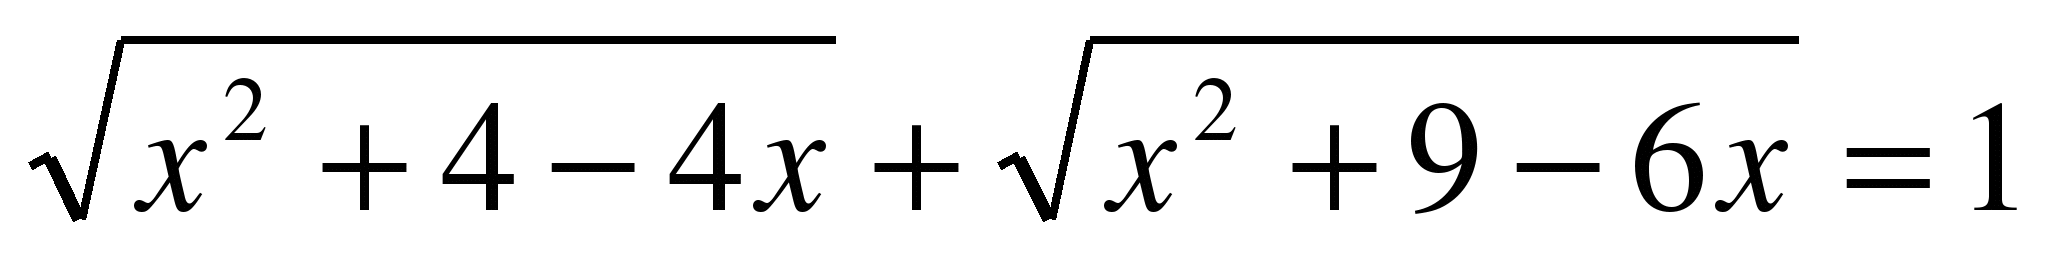 √(x² + 4 − 4x) + √(x² + 9 − 6x) = 1